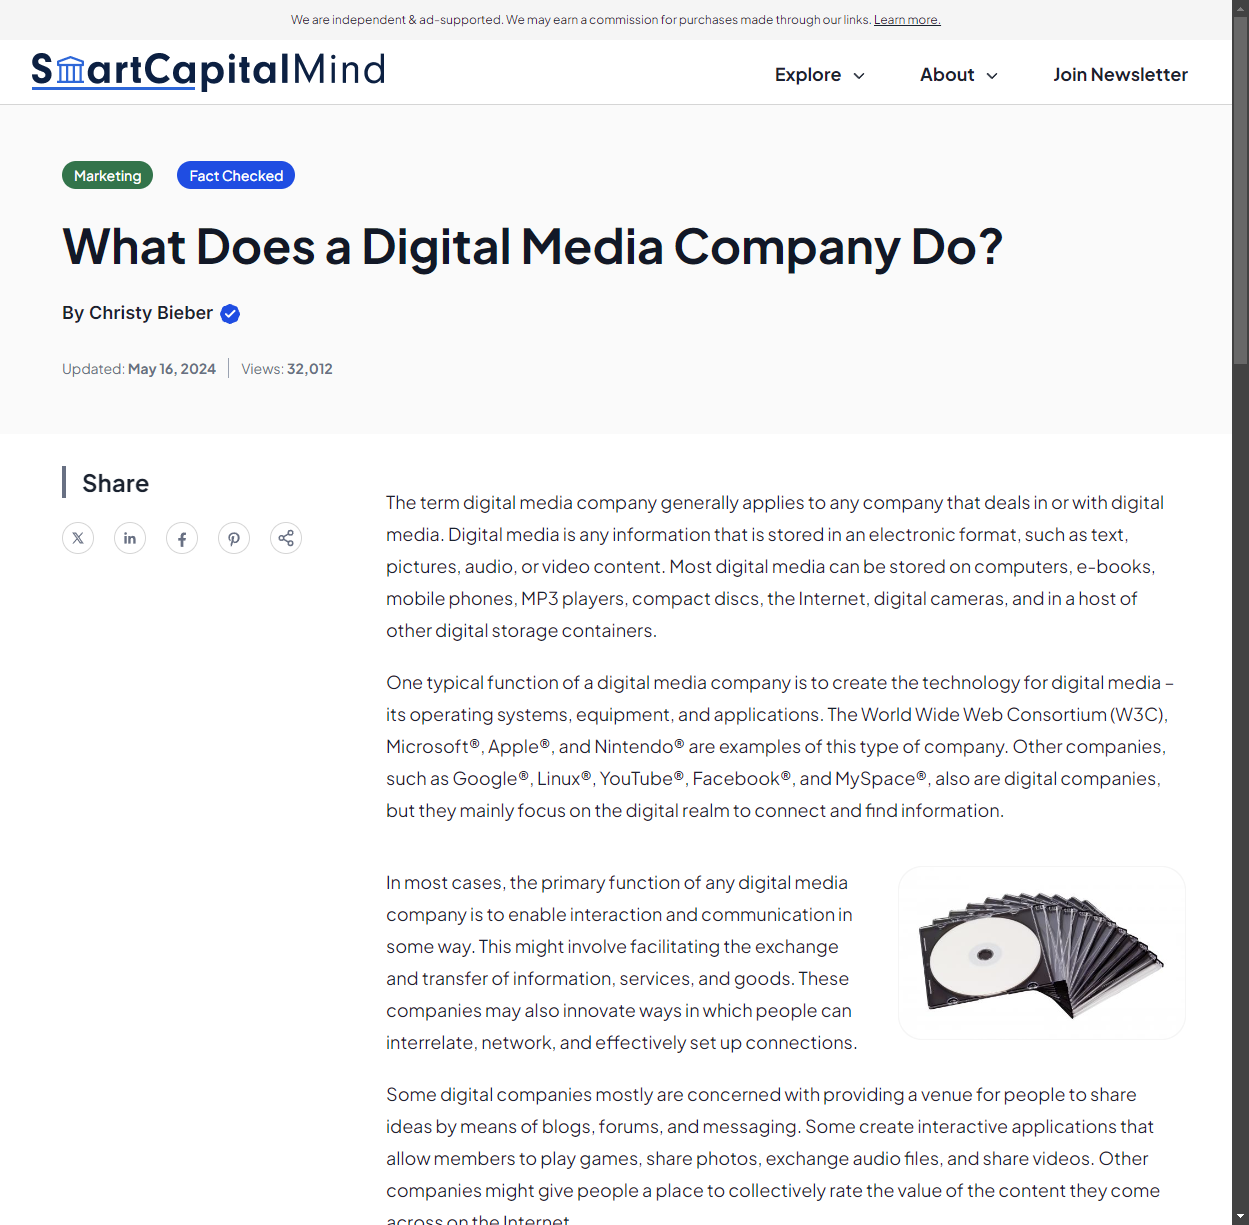 We are independent & ad-supported. We may earn a commission for purchases made through our links. Learn more.
SmartCapitalMind
Explore
About
Join Newsletter
Marketing
Fact Checked
What Does a Digital Media Company Do?
By Christy Bieber
Updated: May 16, 2024
Views: 32,012
Share
The term digital media company generally applies to any company that deals in or with digital
media. Digital media is any information that is stored in an electronic format, such as text,
pictures, audio, or video content. Most digital media can be stored on computers, e-books,
mobile phones, MP3 players, compact discs, the Internet, digital cameras, and in a host of
other digital storage containers.
One typical function of a digital media company is to create the technology for digital media –
its operating systems, equipment, and applications. The World Wide Web Consortium (W3C),
Microsoft®, Apple®, and Nintendo® are examples of this type of company. Other companies,
such as Google®, Linux®, YouTube®, Facebook®, and MySpace®, also are digital companies,
but they mainly focus on the digital realm to connect and find information.
In most cases, the primary function of any digital media
company is to enable interaction and communication in
some way. This might involve facilitating the exchange
and transfer of information, services, and goods. These
companies may also innovate ways in which people can
interrelate, network, and effectively set up connections.
Some digital companies mostly are concerned with providing a venue for people to share
ideas by means of blogs, forums, and messaging. Some create interactive applications that
allow members to play games, share photos, exchange audio files, and share videos. Other
companies might give people a place to collectively rate the value of the content they come
across on the Internet.